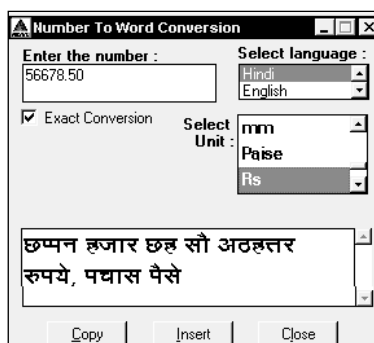 Number To Word Conversion
Enter the number :
Select language :
56678.50
Hindi
English
Exact Conversion
Select Unit :
mm
Paise
Rs
छप्पन हजार छह सौ अठहत्तर
रुपये, पचास पैसे
Copy Insert Close